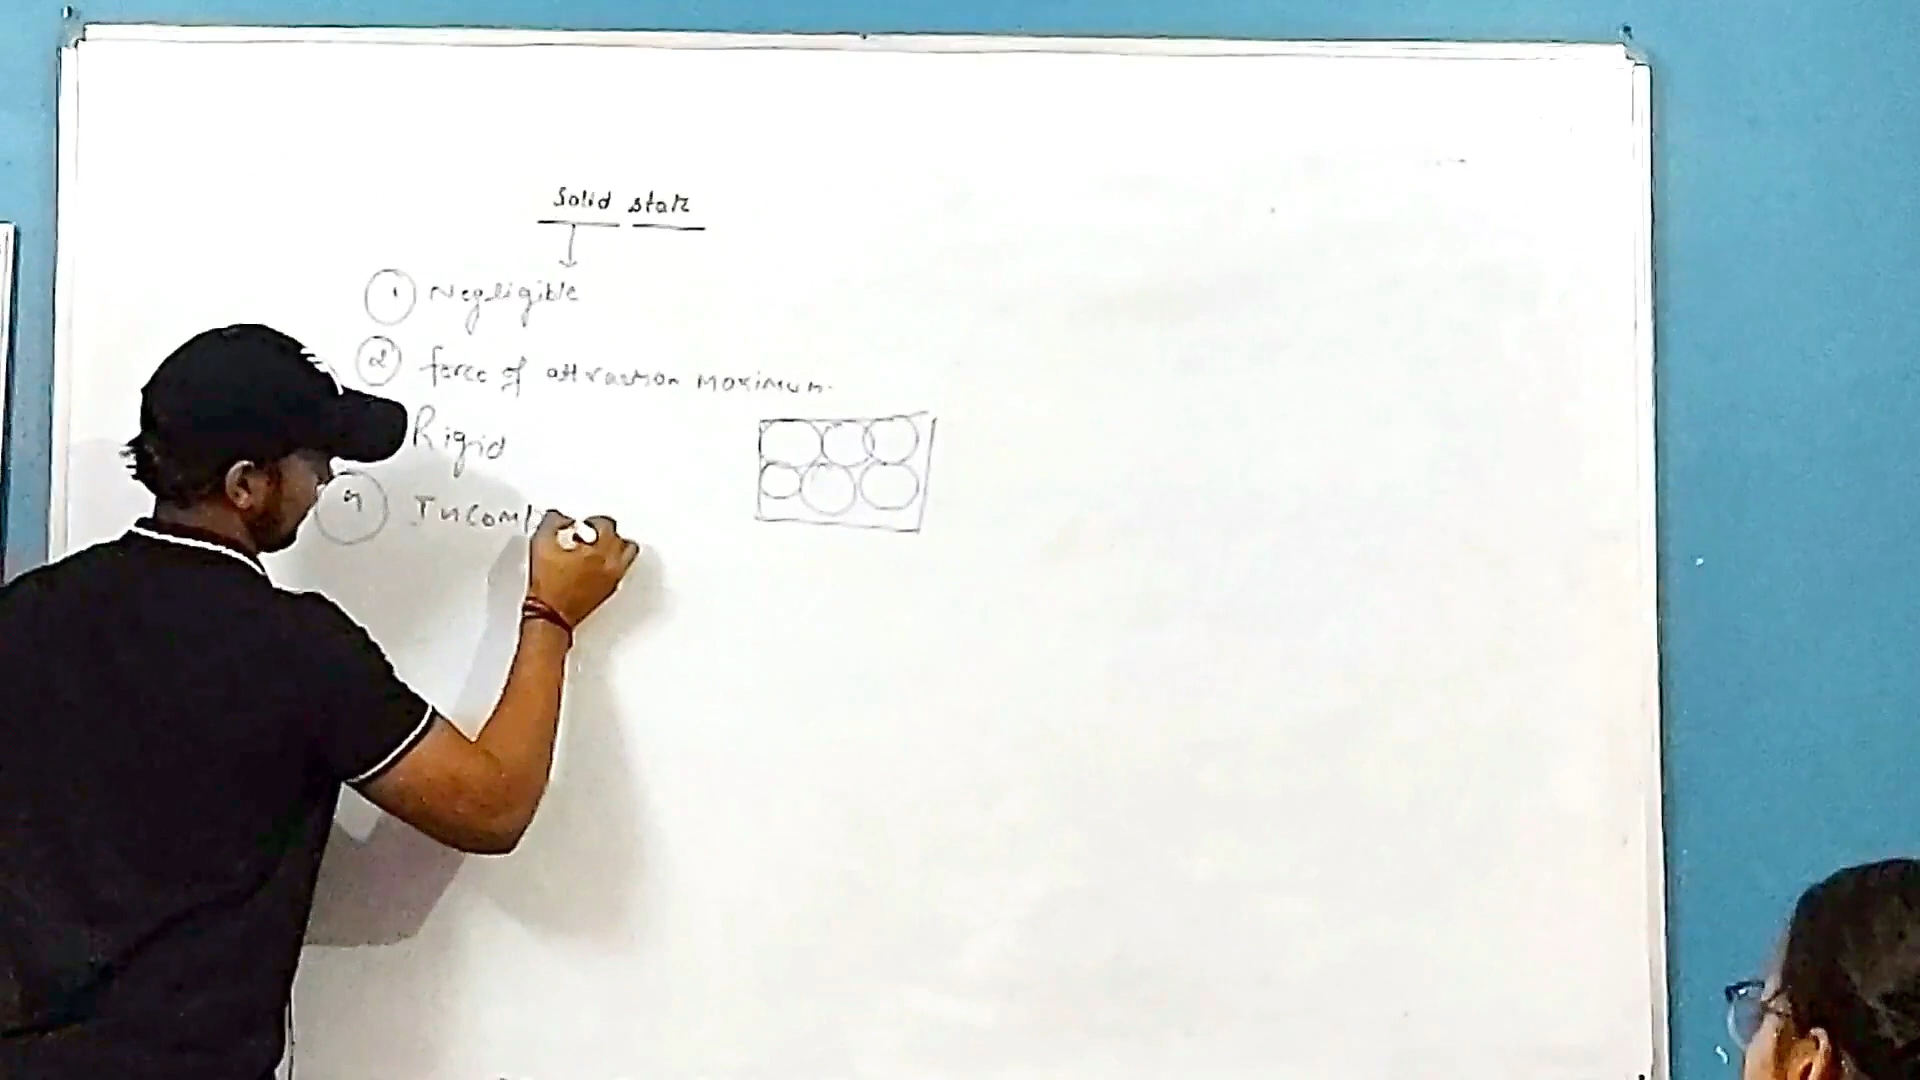 Solid state
① Negligible
② force of attraction maximum.
Rigid
④ Incomp